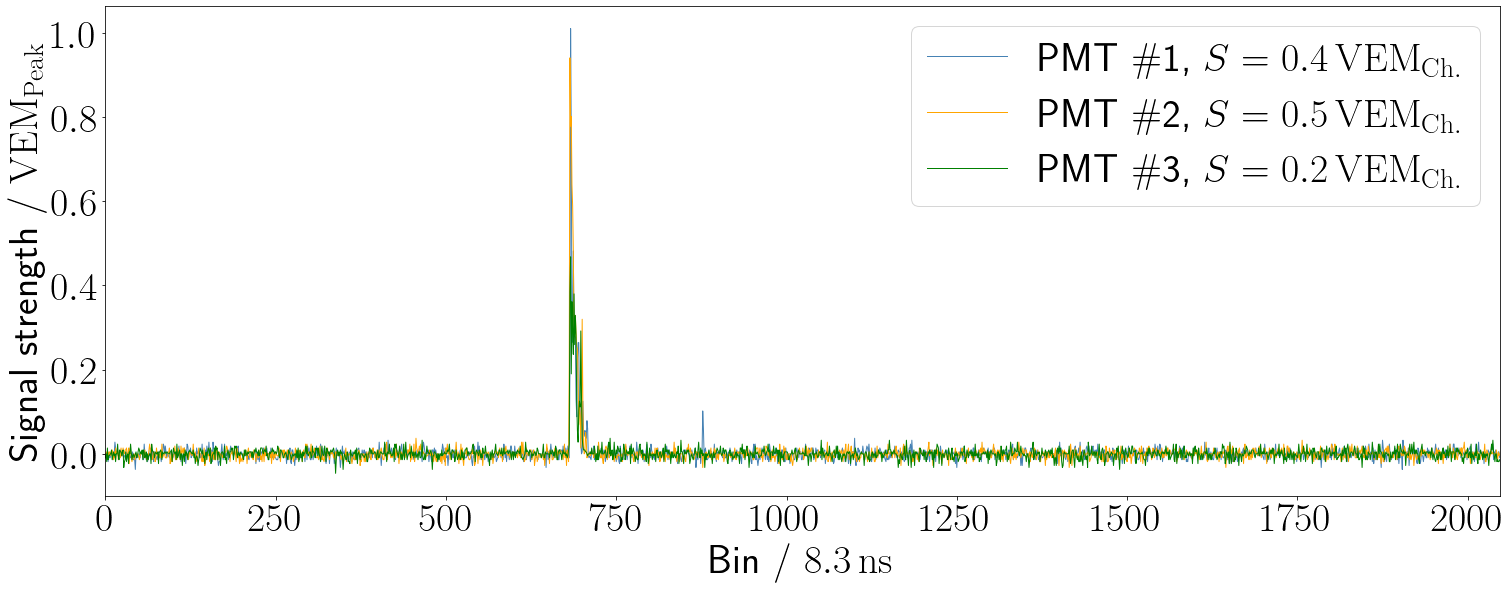 PMT #1, S = 0.4 VEM_Ch.
PMT #2, S = 0.5 VEM_Ch.
PMT #3, S = 0.2 VEM_Ch.
Signal strength / VEM_Peak
1.0
0.8
0.6
0.4
0.2
0.0
0 250 500 750 1000 1250 1500 1750 2000
Bin / 8.3 ns